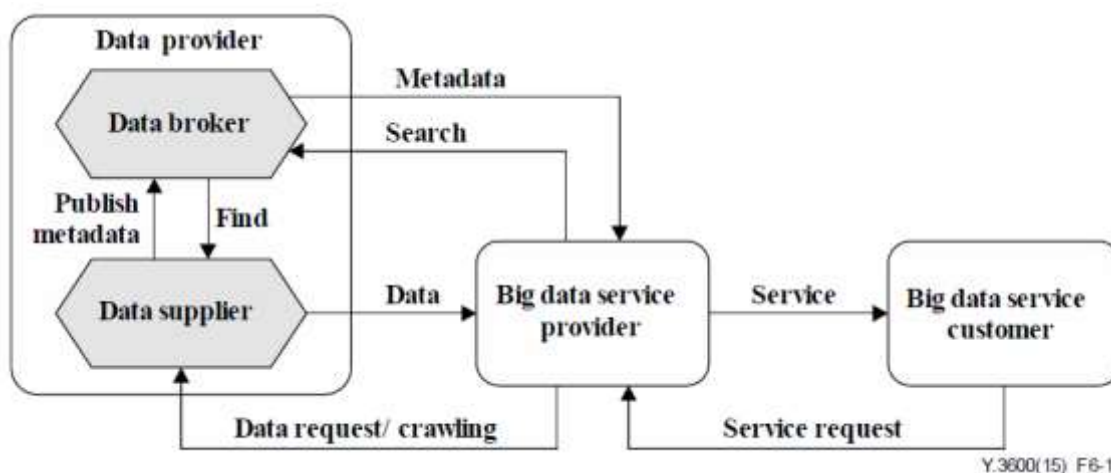 Data provider
Data broker
Metadata
Search
Publish
metadata
Find
Data supplier
Data
Big data service
provider
Service
Big data service
customer
Data request/ crawling
Service request
Y.3600(15)_F6-1